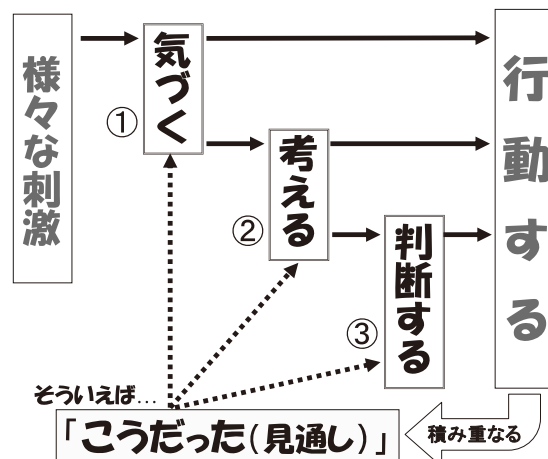 様々な刺激
①
気づく
②
考える
③
判断する
行動する
そういえば…
「こうだった(見通し)」
積み重なる